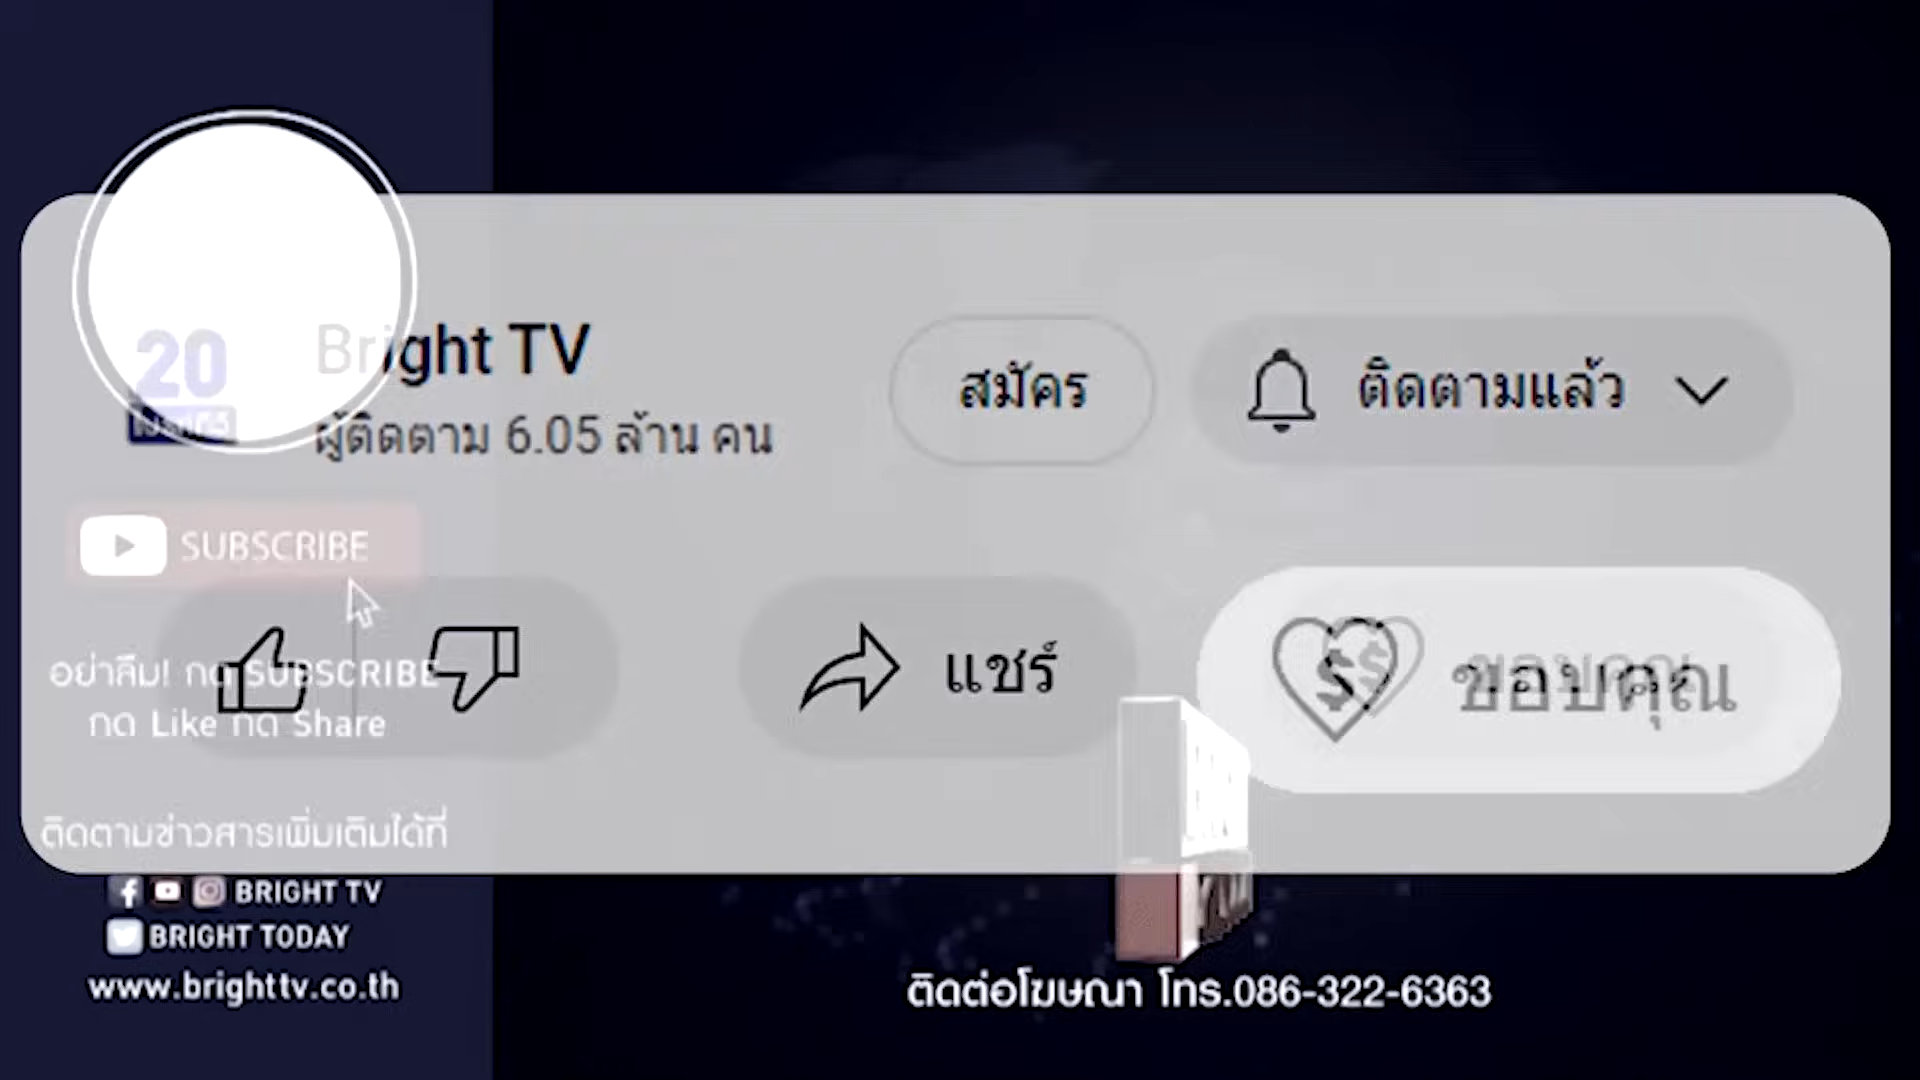 20
Bright TV
ผู้ติดตาม 6.05 ล้าน คน
สมัคร
ติดตามแล้ว
SUBSCRIBE
แชร์
ขอบคุณ
อย่าลืม! กด SUBSCRIBE
กด Like กด Share
ติดตามข่าวสารเพิ่มเติมได้ที่
BRIGHT TV
BRIGHT TODAY
www.brighttv.co.th
ติดต่อโฆษณา โทร.086-322-6363